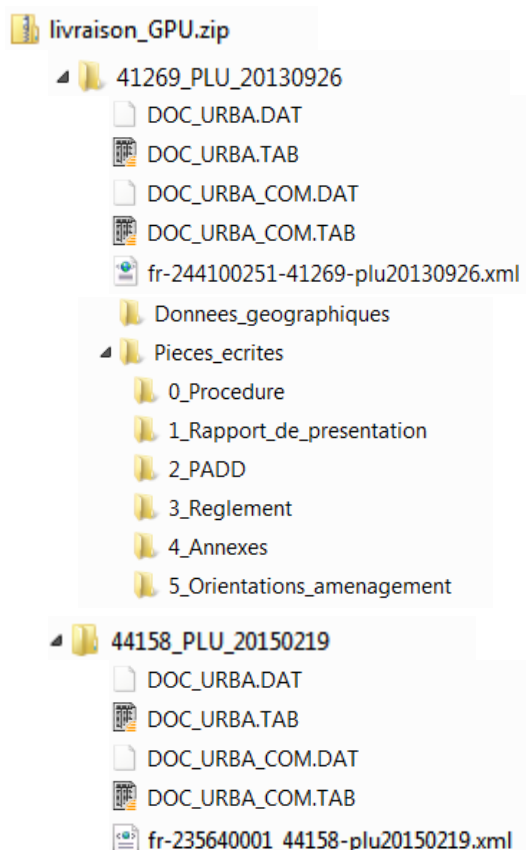 livraison_GPU.zip
41269_PLU_20130926
DOC_URBA.DAT
DOC_URBA.TAB
DOC_URBA_COM.DAT
DOC_URBA_COM.TAB
fr-244100251-41269-plu20130926.xml
Donnees_geographiques
Pieces_ecrites
0_Procedure
1_Rapport_de_presentation
2_PADD
3_Reglement
4_Annexes
5_Orientations_amenagement
44158_PLU_20150219
DOC_URBA.DAT
DOC_URBA.TAB
DOC_URBA_COM.DAT
DOC_URBA_COM.TAB
fr-235640001 44158-plu20150219.xml